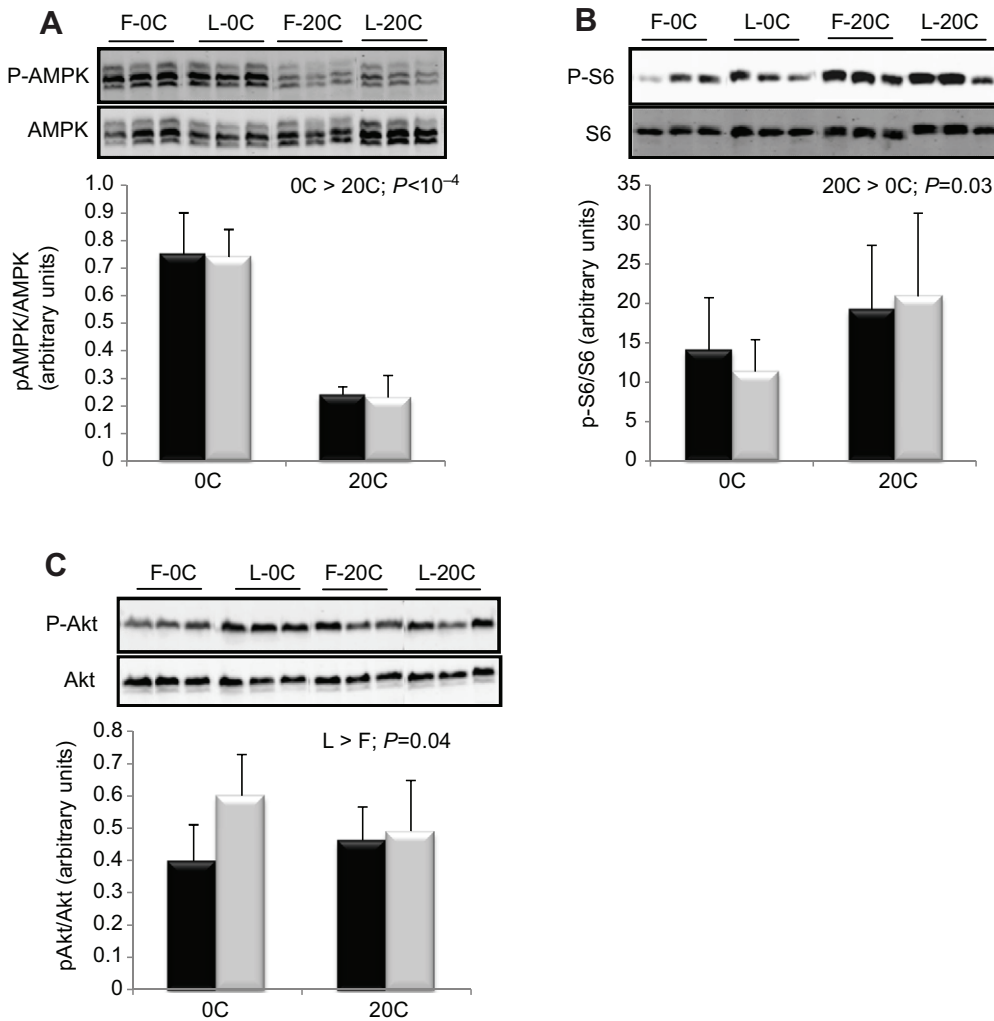 A
F-0C L-0C F-20C L-20C
P-AMPK
AMPK
0C > 20C; P<10⁻⁴
pAMPK/AMPK
(arbitrary units)
1.0
0.9
0.8
0.7
0.6
0.5
0.4
0.3
0.2
0.1
0
0C 20C
B
F-0C L-0C F-20C L-20C
P-S6
S6
20C > 0C; P=0.03
p-S6/S6 (arbitrary units)
35
30
25
20
15
10
5
0
0C 20C
C
F-0C L-0C F-20C L-20C
P-Akt
Akt
L > F; P=0.04
pAkt/Akt (arbitrary units)
0.8
0.7
0.6
0.5
0.4
0.3
0.2
0.1
0
0C 20C